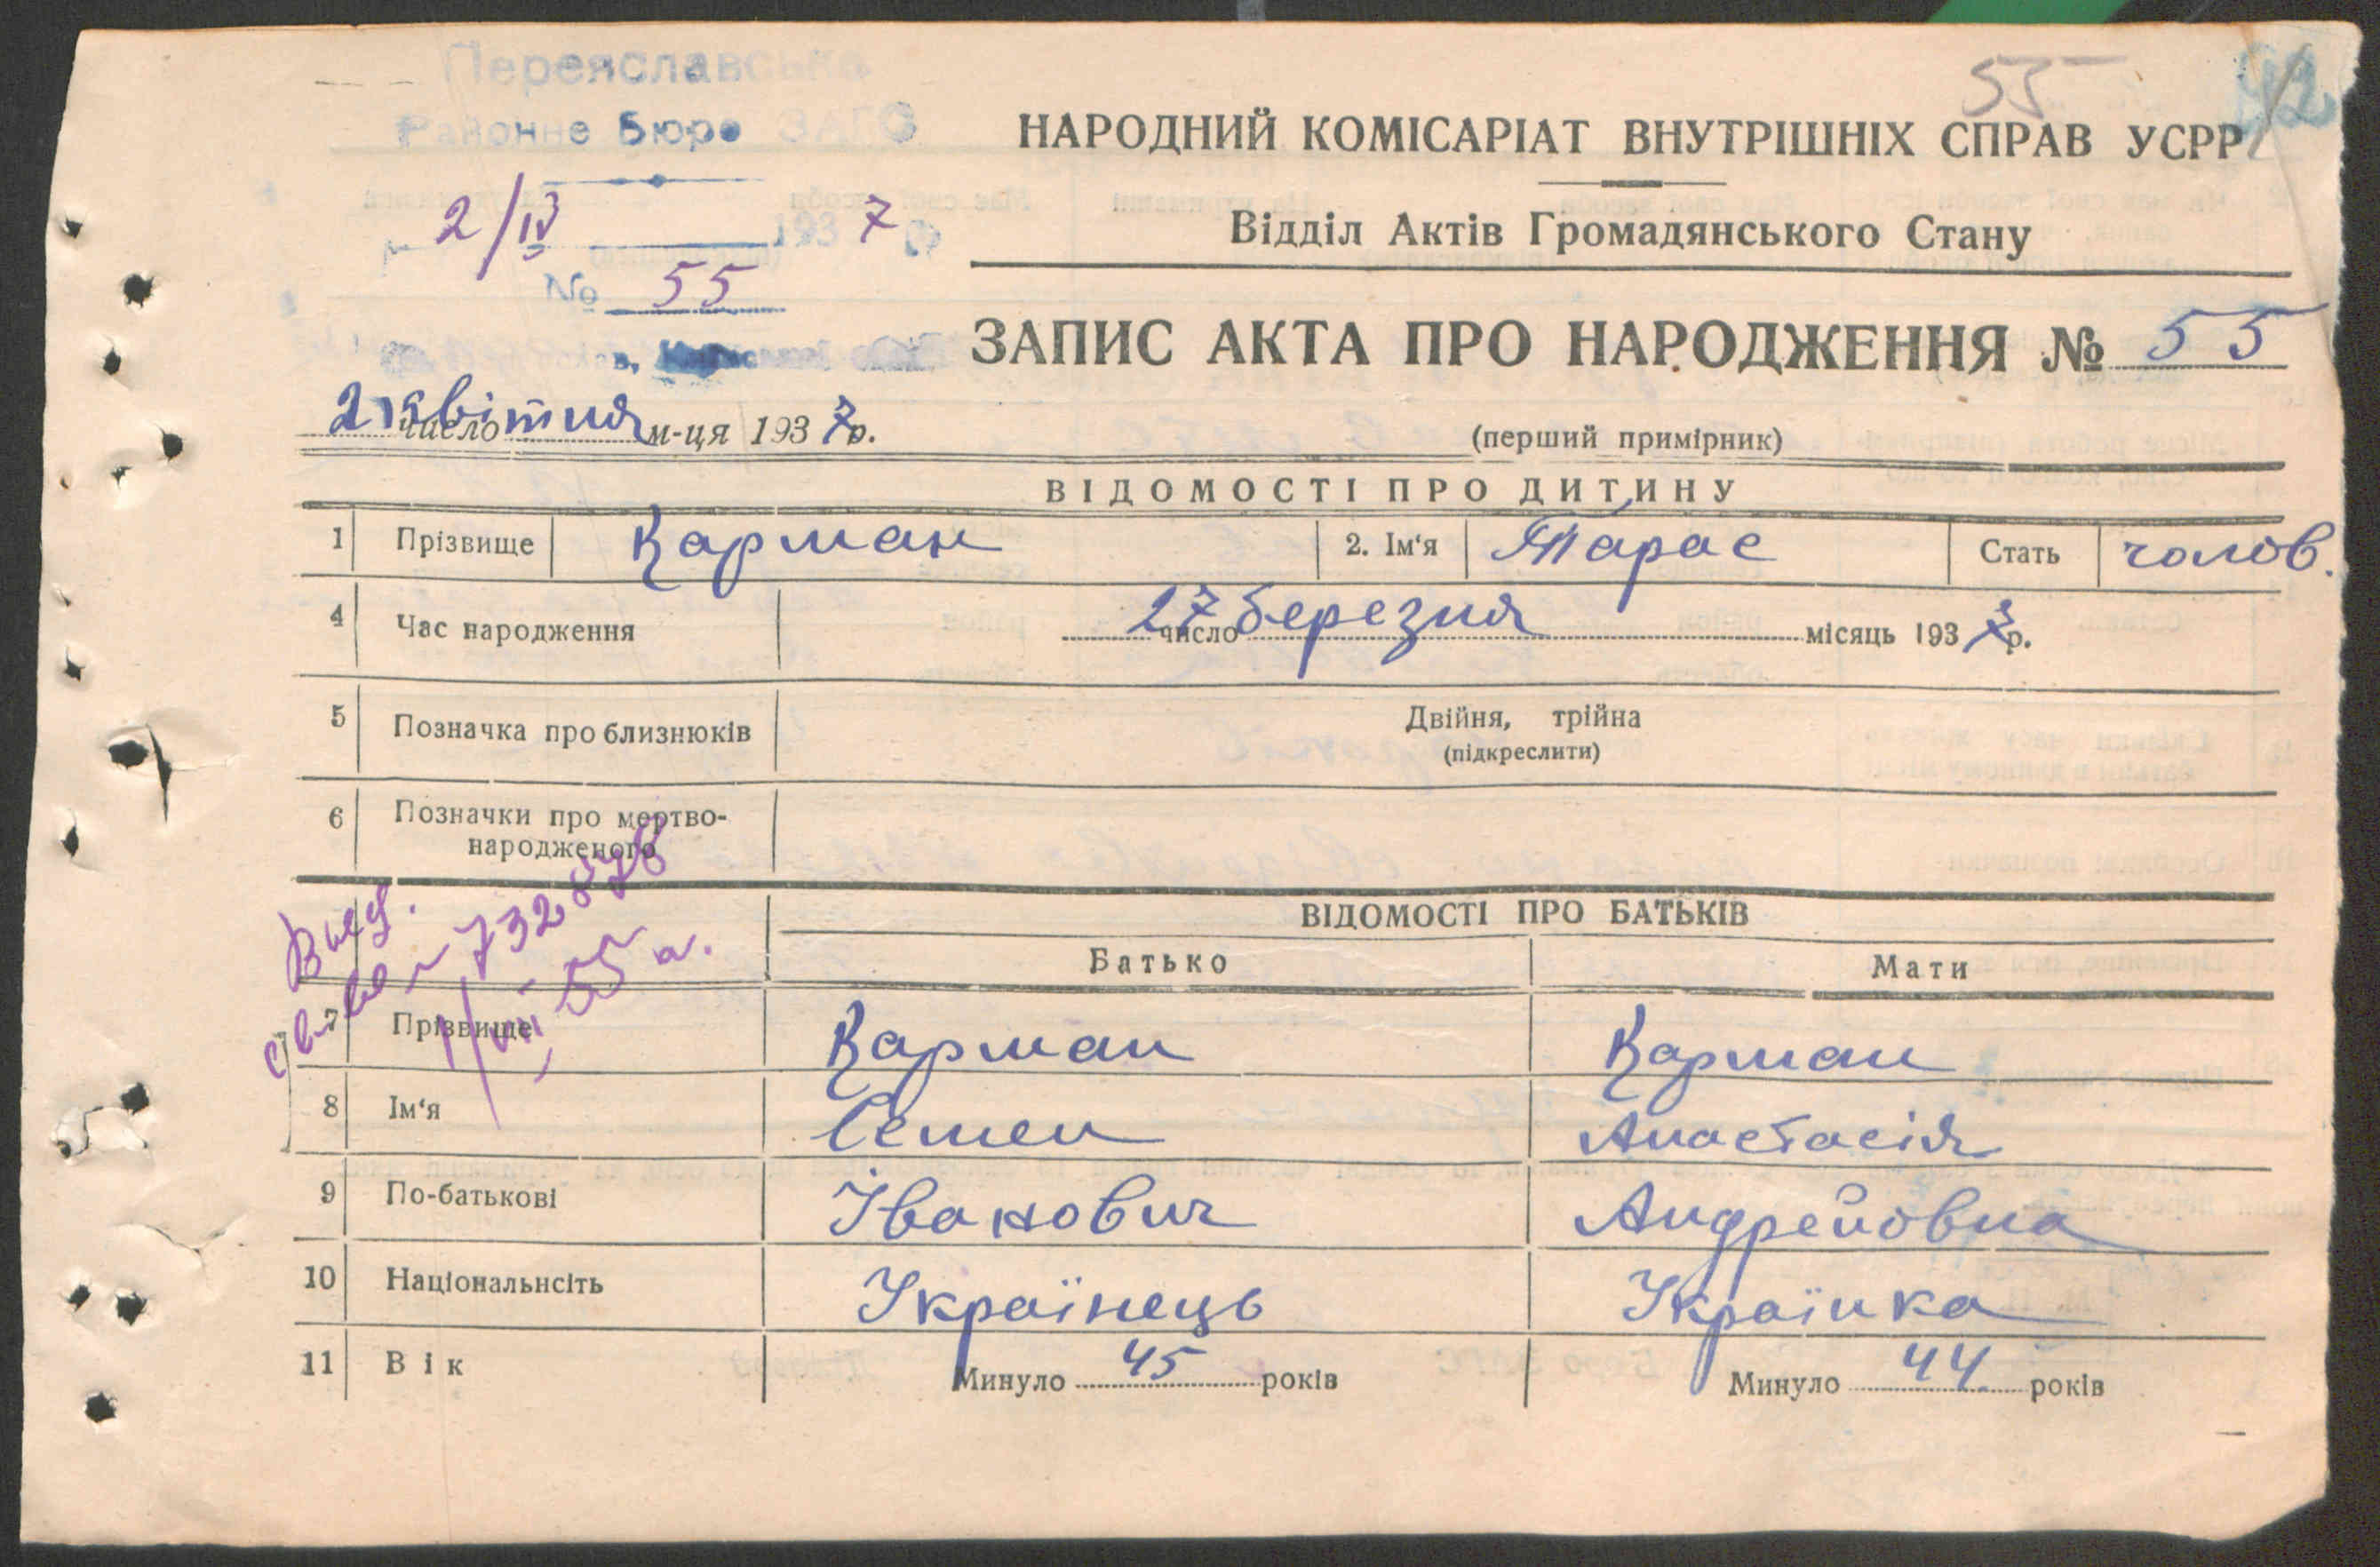 Переяславська
Районне Бюро ЗАГС
55
НАРОДНИЙ КОМІСАРІАТ ВНУТРІШНІХ СПРАВ УСРР
2/IV 1937 р
Відділ Актів Громадянського Стану
№ 55
ЗАПИС АКТА ПРО НАРОДЖЕННЯ № 55
2 число квітня м-ця 1937 р.
(перший примірник)
ВІДОМОСТІ ПРО ДИТИНУ
1 Прізвище Карман 2. Ім'я Тарас Стать чолов.
4 Час народження 27 число березня місяць 1937 р.
5 Позначка про близнюків Двійня, трійна
(підкреслити)
6 Позначки про мертво-
народженого
ВІДОМОСТІ ПРО БАТЬКІВ
Батько Мати
7 Прізвище Карман Карман
8 Ім'я Семен Анастасія
9 По-батькові Іванович Андрейовна
10 Національнсіть Українець Українка
11 Вік Минуло 45 років Минуло 44 років